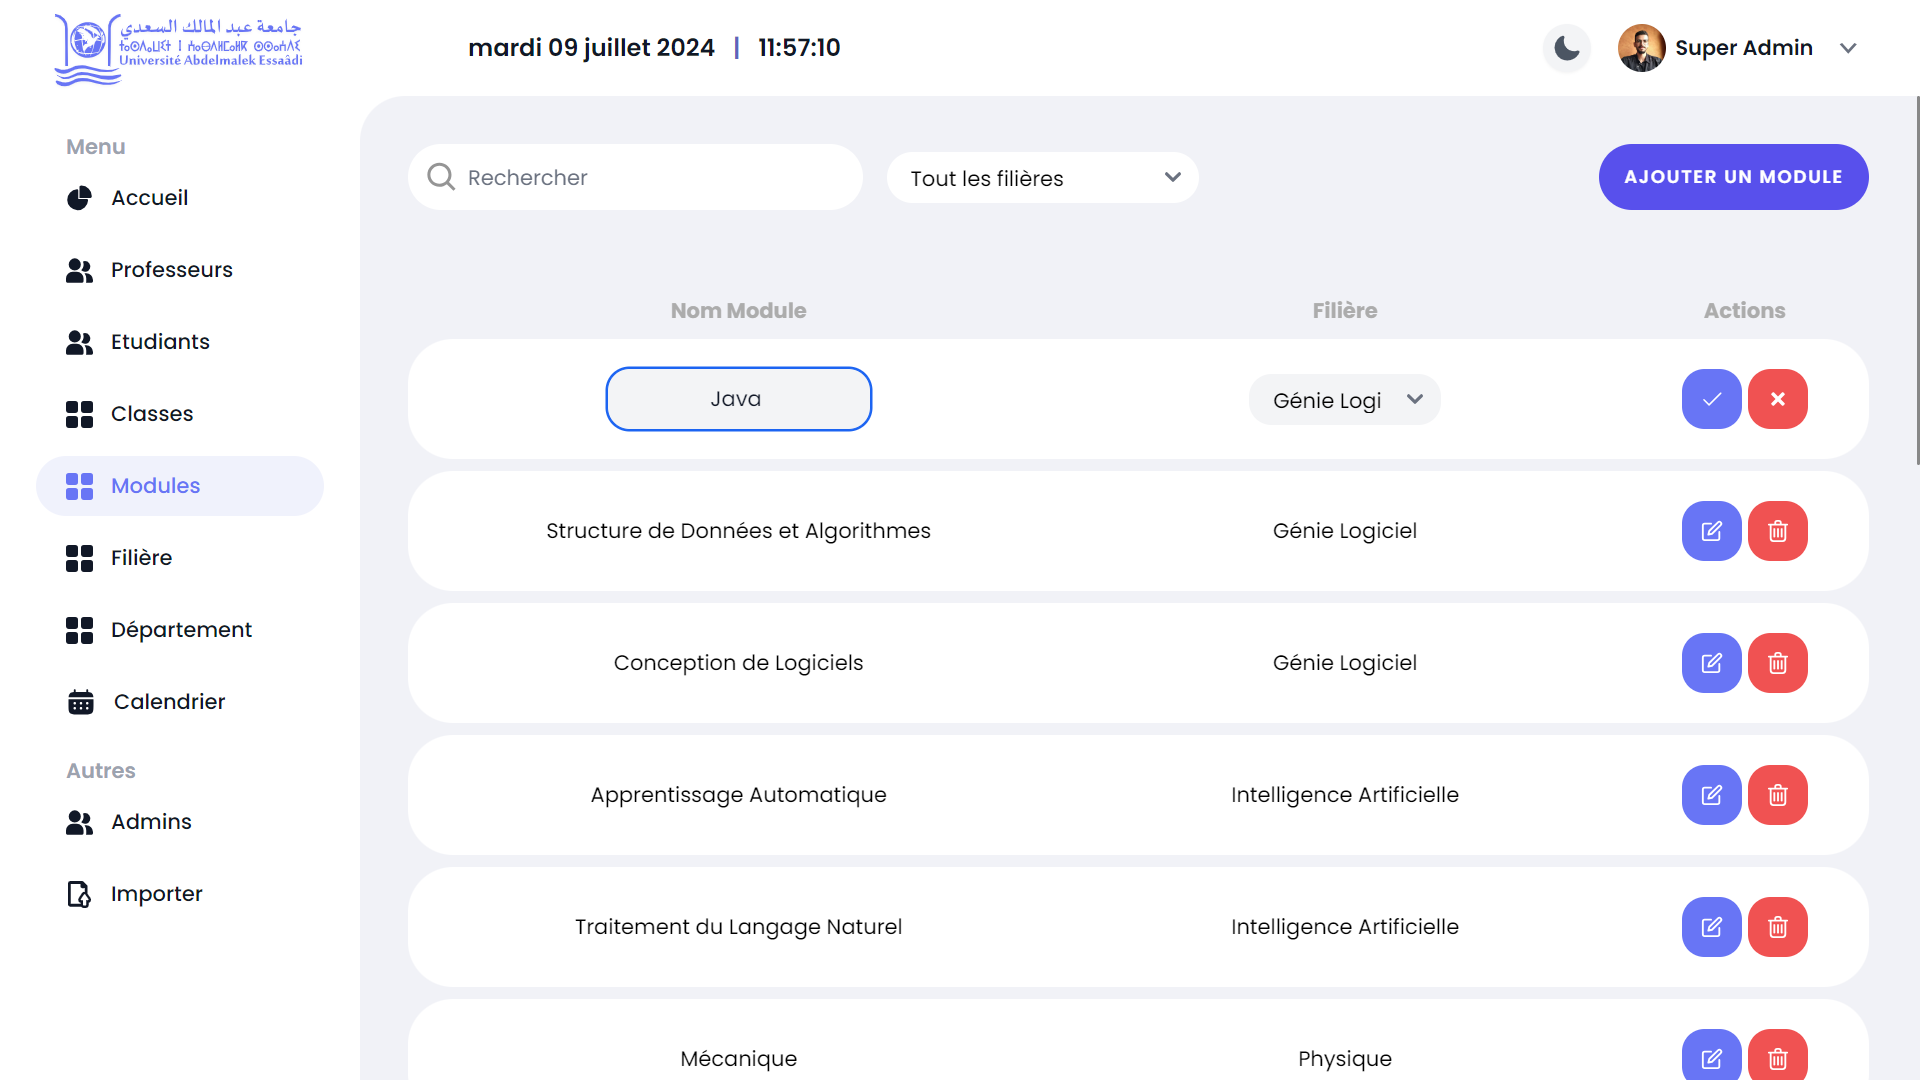 جامعة عبد المالك السعدي
Université Abdelmalek Essaâdi
mardi 09 juillet 2024 | 11:57:10
Super Admin
Menu
Accueil
Professeurs
Etudiants
Classes
Modules
Filière
Département
Calendrier
Autres
Admins
Importer
Rechercher
Tout les filières
AJOUTER UN MODULE
Nom Module Filière Actions
Java Génie Logi
Structure de Données et Algorithmes Génie Logiciel
Conception de Logiciels Génie Logiciel
Apprentissage Automatique Intelligence Artificielle
Traitement du Langage Naturel Intelligence Artificielle
Mécanique Physique